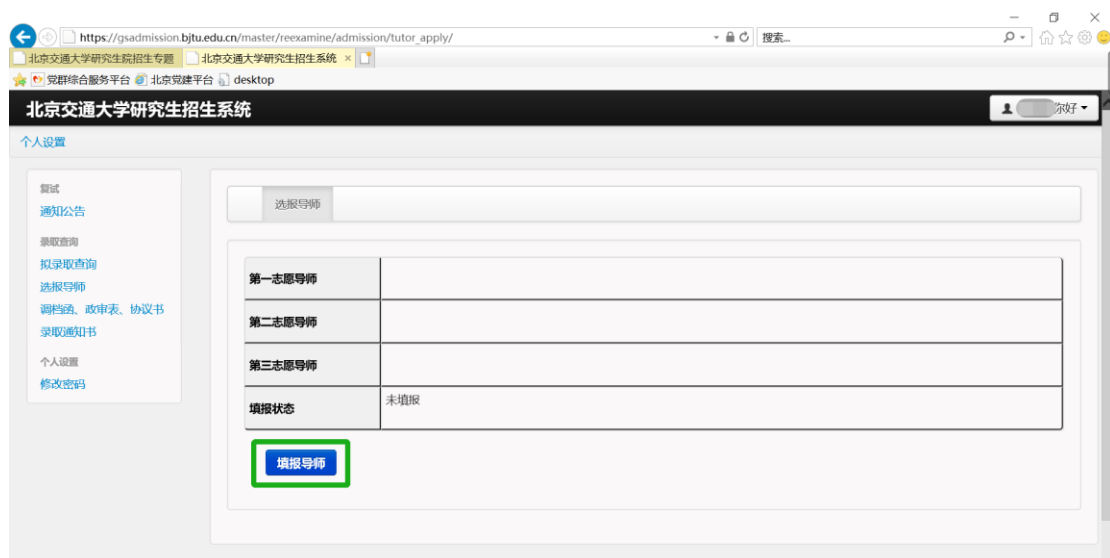 https://gsadmission.bjtu.edu.cn/master/reexamine/admission/tutor_apply/
搜索...
北京交通大学研究生院招生专题
北京交通大学研究生招生系统 ×
党群综合服务平台 北京党建平台 desktop
北京交通大学研究生招生系统
你好
个人设置
复试
通知公告
录取查询
拟录取查询
选报导师
调档函、政审表、协议书
录取通知书
个人设置
修改密码
选报导师
第一志愿导师
第二志愿导师
第三志愿导师
填报状态 未填报
填报导师